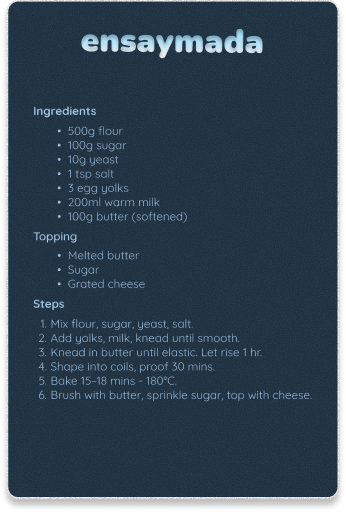 ensaymada
Ingredients
• 500g flour
• 100g sugar
• 10g yeast
• 1 tsp salt
• 3 egg yolks
• 200ml warm milk
• 100g butter (softened)
Topping
• Melted butter
• Sugar
• Grated cheese
Steps
1. Mix flour, sugar, yeast, salt.
2. Add yolks, milk, knead until smooth.
3. Knead in butter until elastic. Let rise 1 hr.
4. Shape into coils, proof 30 mins.
5. Bake 15–18 mins - 180°C.
6. Brush with butter, sprinkle sugar, top with cheese.